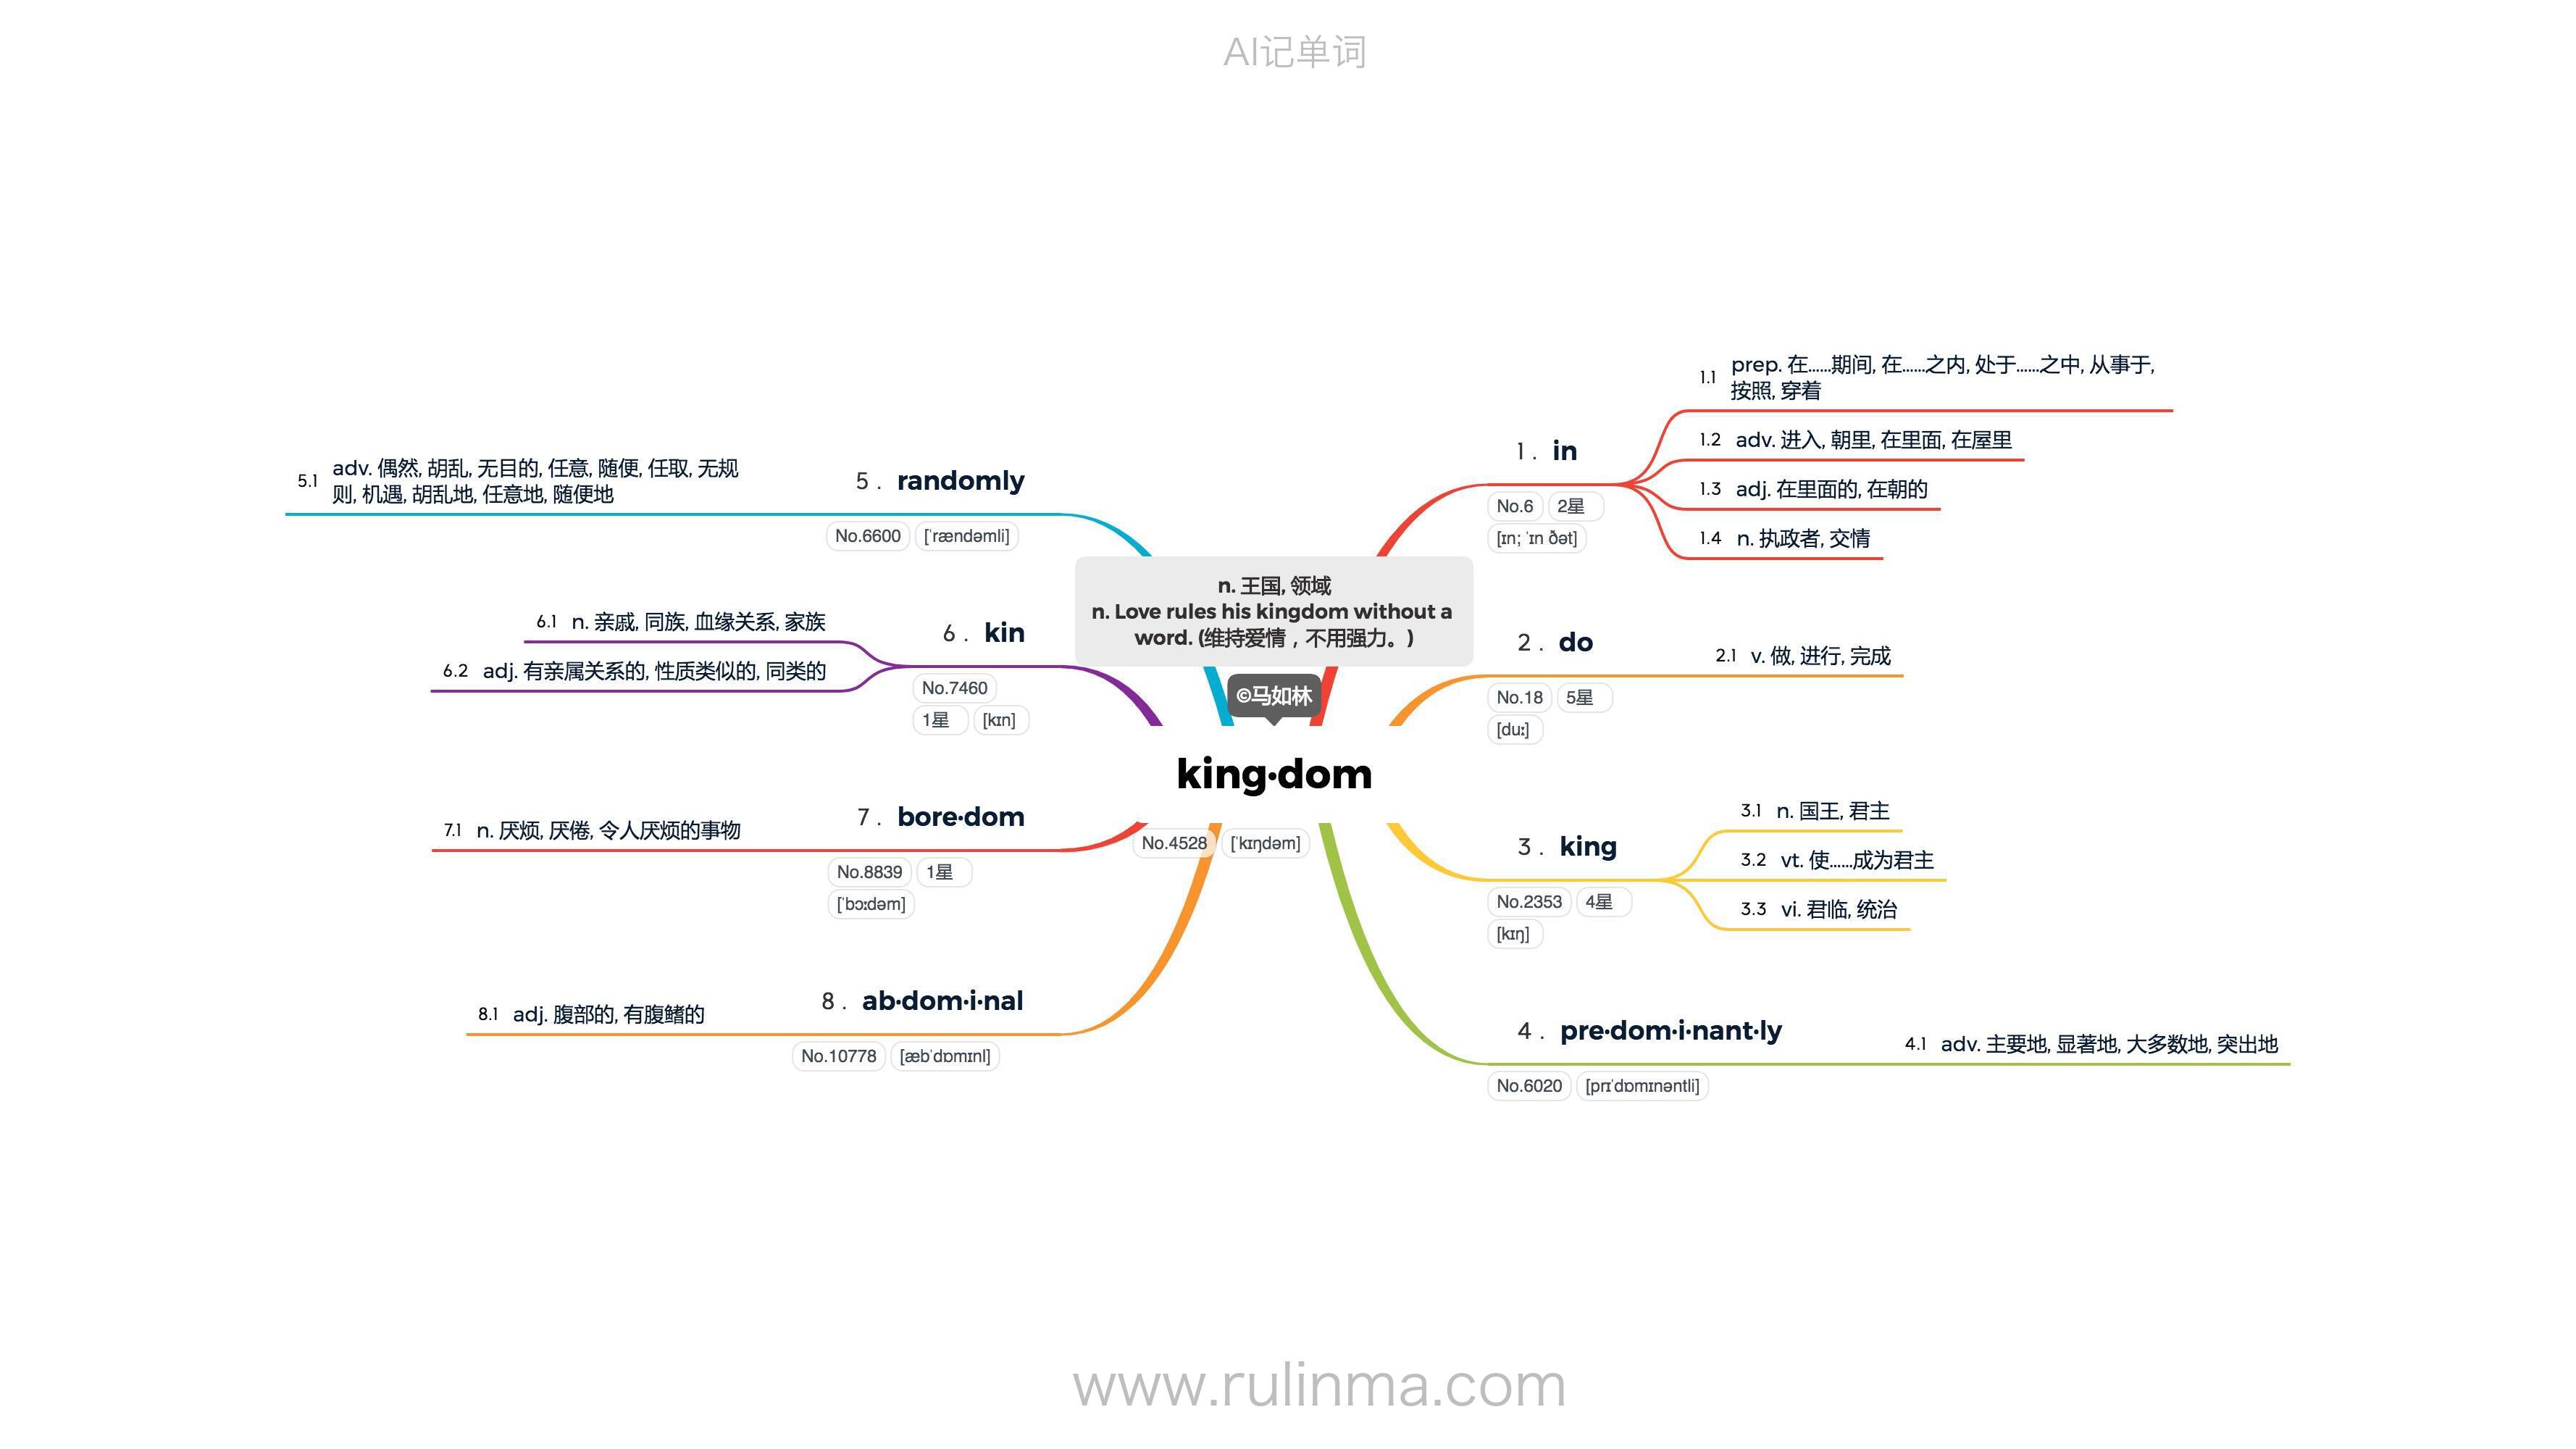 AI记单词
n. 王国, 领域
n. Love rules his kingdom without a
word. (维持爱情，不用强力。)
©马如林
king·dom
No.4528 [ˈkɪŋdəm]
1 . in
No.6 2星
[ɪn; ˈɪn ðət]
1.1 prep. 在……期间, 在……之内, 处于……之中, 从事于,
按照, 穿着
1.2 adv. 进入, 朝里, 在里面, 在屋里
1.3 adj. 在里面的, 在朝的
1.4 n. 执政者, 交情
2 . do
No.18 5星
[duː]
2.1 v. 做, 进行, 完成
3 . king
No.2353 4星
[kɪŋ]
3.1 n. 国王, 君主
3.2 vt. 使……成为君主
3.3 vi. 君临, 统治
4 . pre·dom·i·nant·ly
No.6020 [prɪˈdɒmɪnəntli]
4.1 adv. 主要地, 显著地, 大多数地, 突出地
5 . randomly
No.6600 [ˈrændəmli]
5.1 adv. 偶然, 胡乱, 无目的, 任意, 随便, 任取, 无规
则, 机遇, 胡乱地, 任意地, 随便地
6 . kin
No.7460
1星 [kɪn]
6.1 n. 亲戚, 同族, 血缘关系, 家族
6.2 adj. 有亲属关系的, 性质类似的, 同类的
7 . bore·dom
No.8839 1星
[ˈbɔːdəm]
7.1 n. 厌烦, 厌倦, 令人厌烦的事物
8 . ab·dom·i·nal
No.10778 [æbˈdɒmɪnl]
8.1 adj. 腹部的, 有腹鳍的
www.rulinma.com